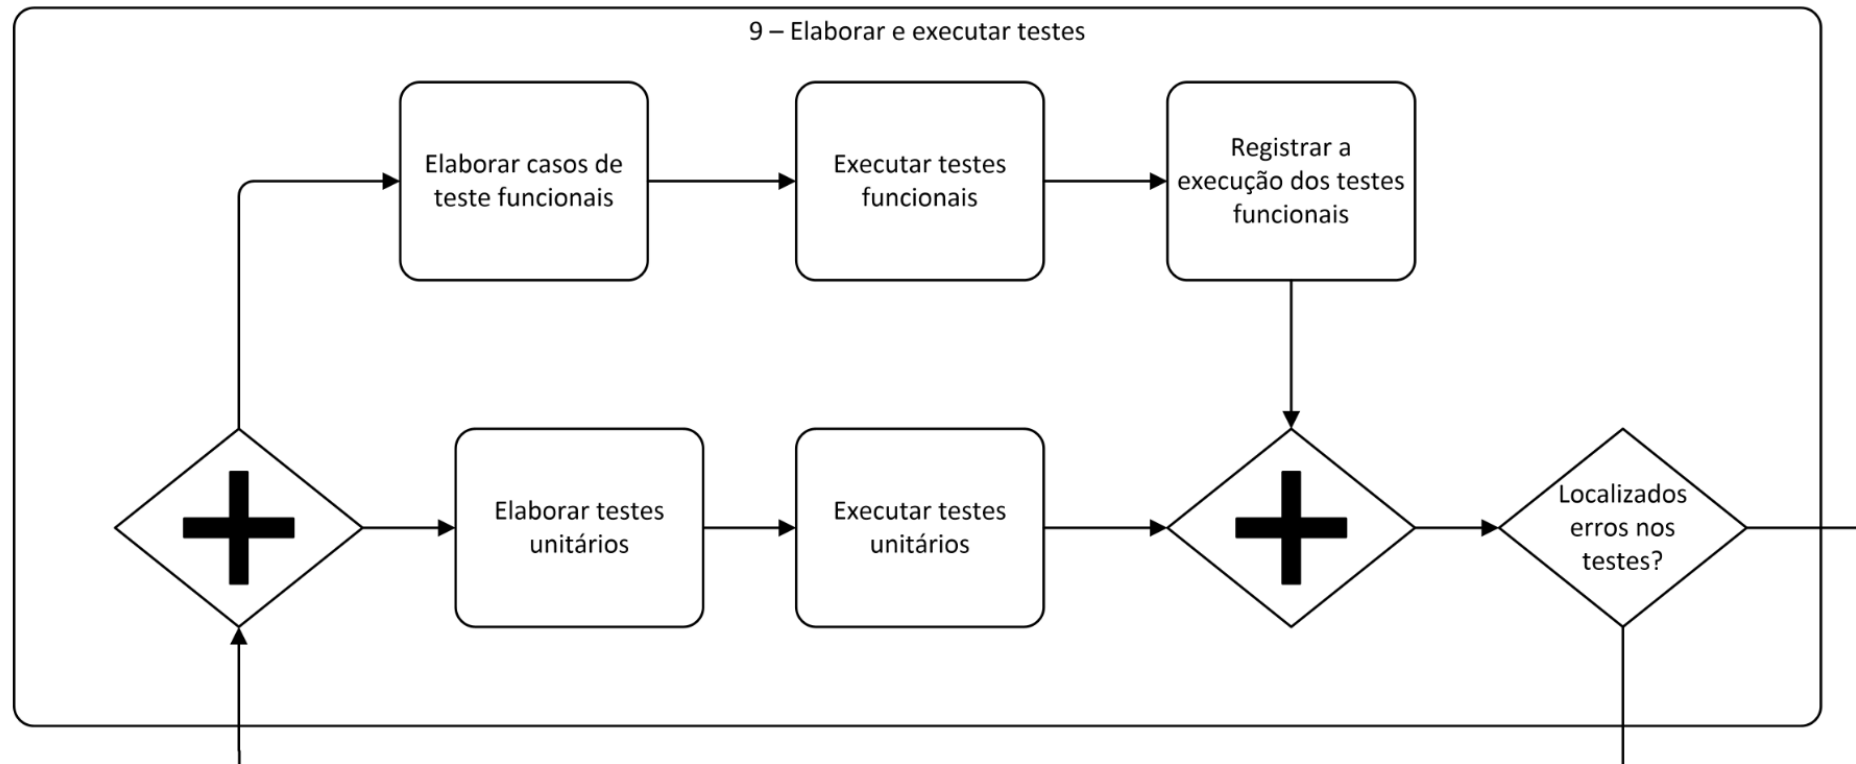 9 – Elaborar e executar testes
Elaborar casos de
teste funcionais
Executar testes
funcionais
Registrar a
execução dos testes
funcionais
Elaborar testes
unitários
Executar testes
unitários
Localizados
erros nos
testes?